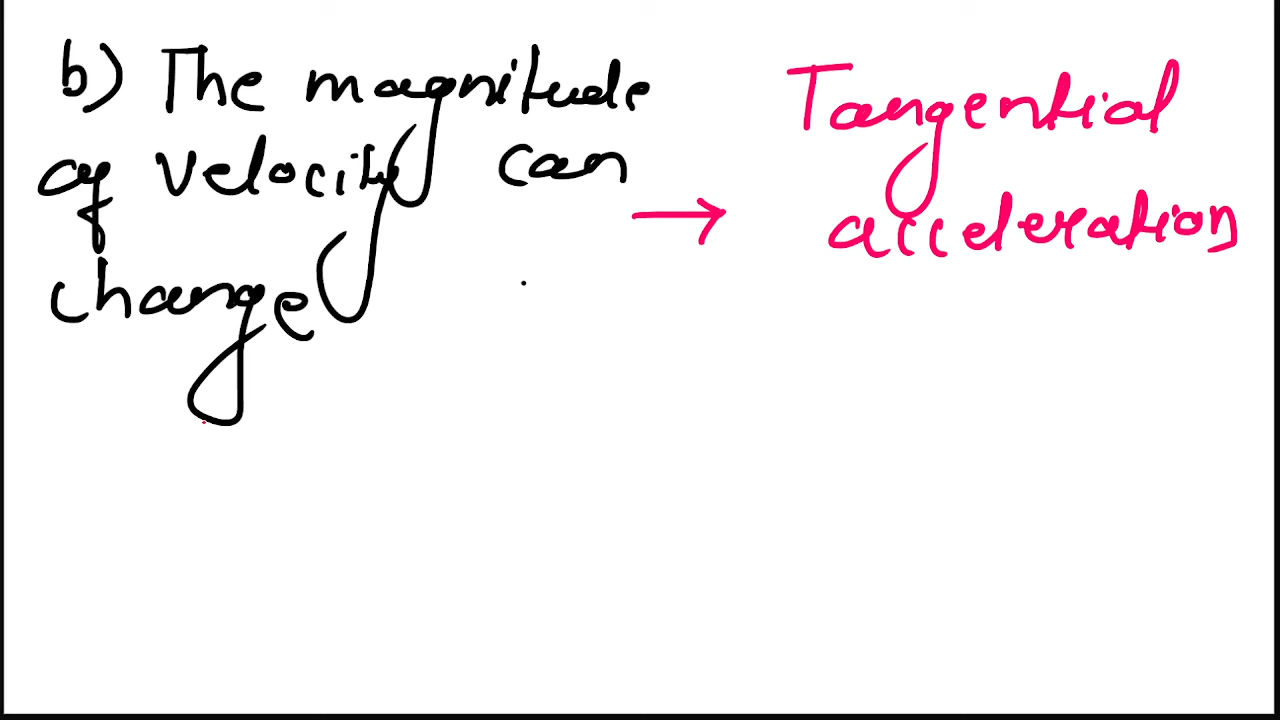 b) The magnitude
of velocity can
change
→
Tangential
acceleration